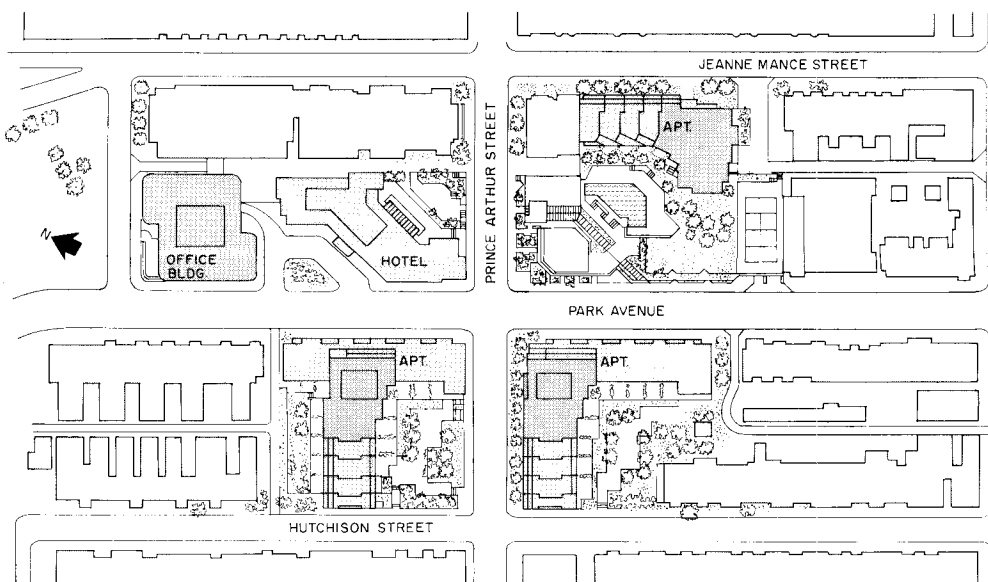 JEANNE MANCE STREET
APT.
PRINCE ARTHUR STREET
N
OFFICE
BLDG
HOTEL
PARK AVENUE
APT.
APT.
HUTCHISON STREET